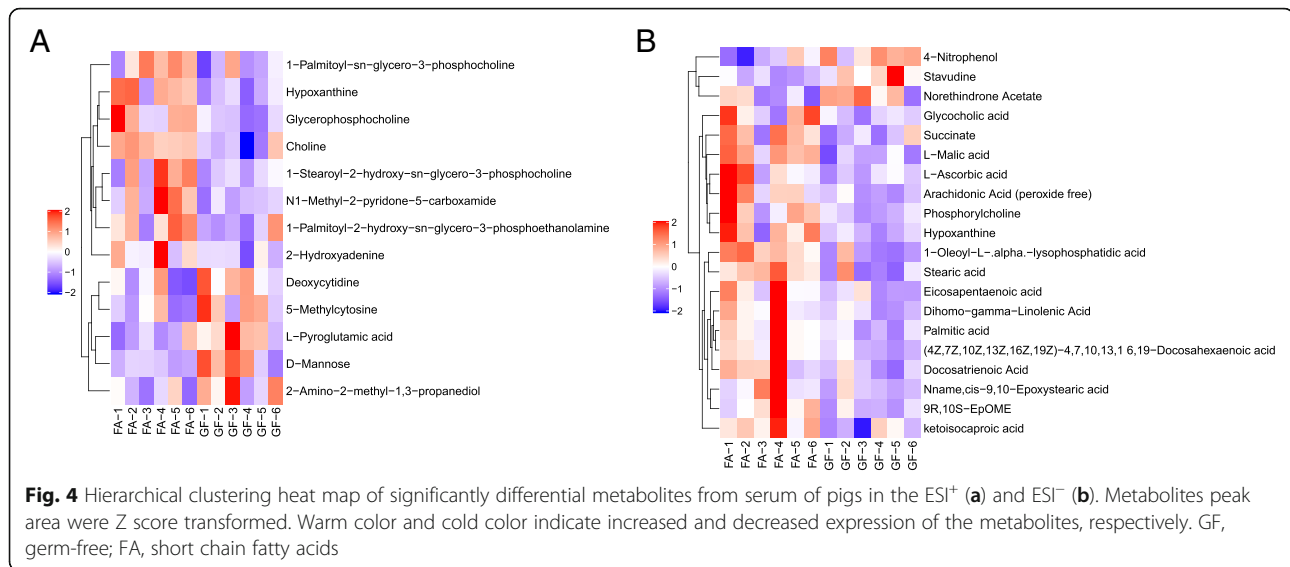 A
1−Palmitoyl−sn−glycero−3−phosphocholine
Hypoxanthine
Glycerophosphocholine
Choline
1−Stearoyl−2−hydroxy−sn−glycero−3−phosphocholine
N1−Methyl−2−pyridone−5−carboxamide
1−Palmitoyl−2−hydroxy−sn−glycero−3−phosphoethanolamine
2−Hydroxyadenine
Deoxycytidine
5−Methylcytosine
L−Pyroglutamic acid
D−Mannose
2−Amino−2−methyl−1,3−propanediol
2
1
0
−1
−2
FA−1
FA−2
FA−3
FA−4
FA−5
FA−6
GF−1
GF−2
GF−3
GF−4
GF−5
GF−6
B
4−Nitrophenol
Stavudine
Norethindrone Acetate
Glycocholic acid
Succinate
L−Malic acid
L−Ascorbic acid
Arachidonic Acid (peroxide free)
Phosphorylcholine
Hypoxanthine
1−Oleoyl−L−.alpha.−lysophosphatidic acid
Stearic acid
Eicosapentaenoic acid
Dihomo−gamma−Linolenic Acid
Palmitic acid
(4Z,7Z,10Z,13Z,16Z,19Z)−4,7,10,13,1 6,19−Docosahexaenoic acid
Docosatrienoic Acid
Nname,cis−9,10−Epoxystearic acid
9R,10S−EpOME
ketoisocaproic acid
2
1
0
−1
−2
FA−1
FA−2
FA−3
FA−4
FA−5
FA−6
GF−1
GF−2
GF−3
GF−4
GF−5
GF−6
Fig. 4 Hierarchical clustering heat map of significantly differential metabolites from serum of pigs in the ESI⁺ (a) and ESI⁻ (b). Metabolites peak
area were Z score transformed. Warm color and cold color indicate increased and decreased expression of the metabolites, respectively. GF,
germ-free; FA, short chain fatty acids